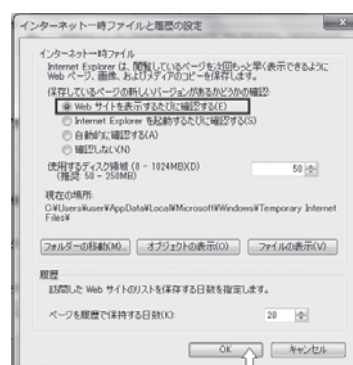 インターネット一時ファイルと履歴の設定
インターネット一時ファイル
Internet Explorer は、閲覧しているページを次回もっと早く表示できるように
Web ページ、画像、およびメディアのコピーを保存します。
保存しているページの新しいバージョンがあるかどうかの確認:
Web サイトを表示するたびに確認する(E)
Internet Explorer を起動するたびに確認する(S)
自動的に確認する(A)
確認しない(N)
使用するディスク領域 (8 - 1024MB)(D) 50
(推奨: 50 - 250MB)
現在の場所:
C:¥Users¥user¥AppData¥Local¥Microsoft¥Windows¥Temporary Internet
Files¥
フォルダーの移動(M)... オブジェクトの表示(O) ファイルの表示(V)
履歴
訪問した Web サイトのリストを保存する日数を指定します。
ページを履歴で保持する日数(K): 20
OK キャンセル